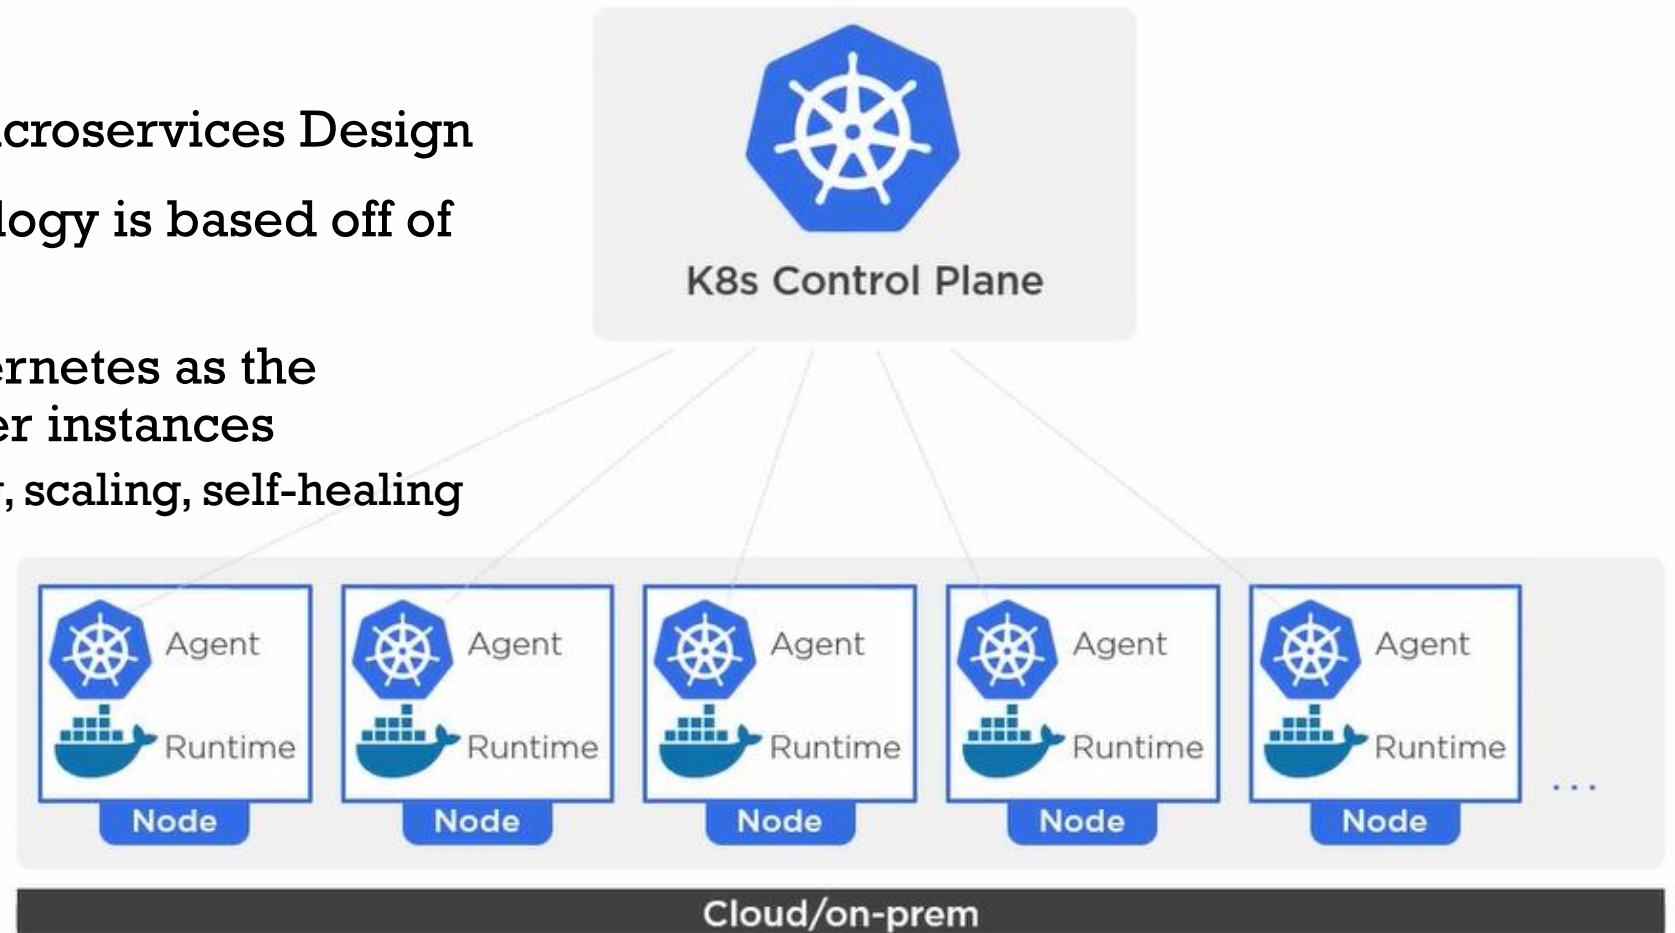 croservices Design
logy is based off of
ernetes as the
er instances
, scaling, self-healing
K8s Control Plane
Agent
Runtime
Node
Agent
Runtime
Node
Agent
Runtime
Node
Agent
Runtime
Node
Agent
Runtime
Node
...
Cloud/on-prem